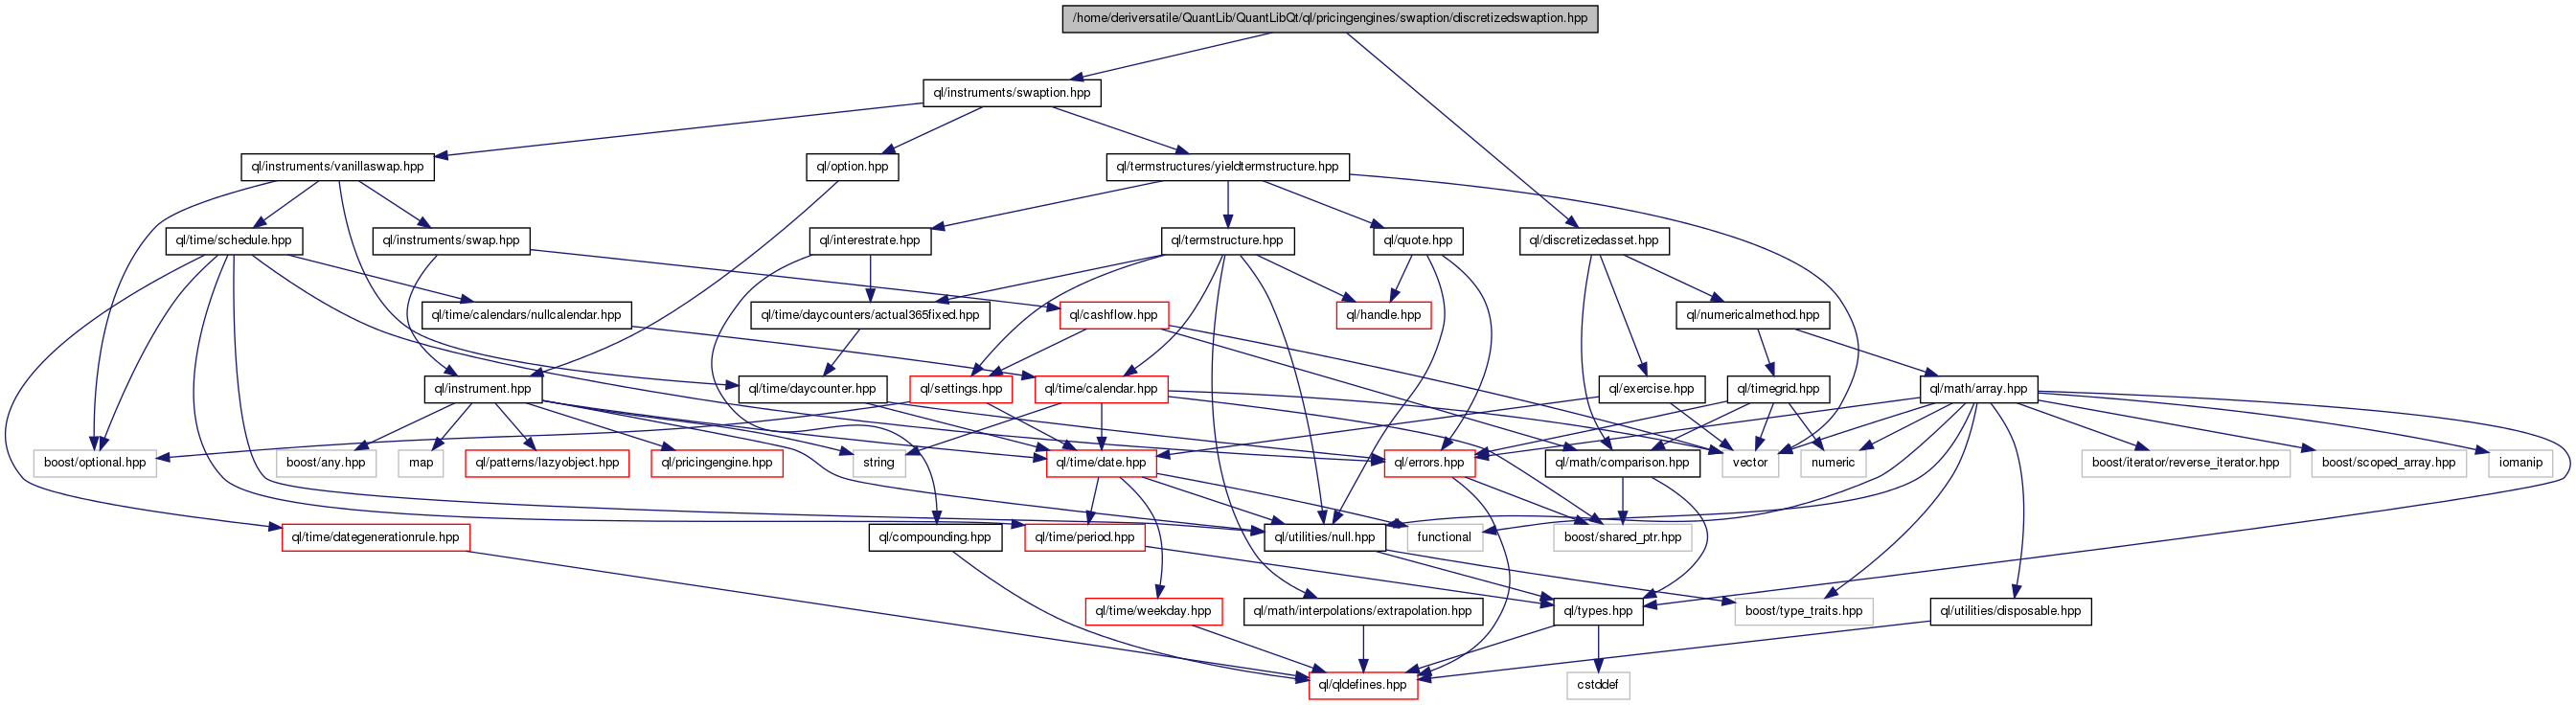 /home/deriversatile/QuantLib/QuantLibQt/ql/pricingengines/swaption/discretizedswaption.hpp
ql/instruments/swaption.hpp
ql/instruments/vanillaswap.hpp
ql/option.hpp
ql/termstructures/yieldtermstructure.hpp
ql/time/schedule.hpp
ql/instruments/swap.hpp
ql/interestrate.hpp
ql/termstructure.hpp
ql/quote.hpp
ql/discretizedasset.hpp
ql/time/calendars/nullcalendar.hpp
ql/time/daycounters/actual365fixed.hpp
ql/cashflow.hpp
ql/handle.hpp
ql/numericalmethod.hpp
ql/instrument.hpp
ql/time/daycounter.hpp
ql/settings.hpp
ql/time/calendar.hpp
ql/exercise.hpp
ql/timegrid.hpp
ql/math/array.hpp
boost/optional.hpp
boost/any.hpp
map
ql/patterns/lazyobject.hpp
ql/pricingengine.hpp
string
ql/time/date.hpp
ql/errors.hpp
ql/math/comparison.hpp
vector
numeric
boost/iterator/reverse_iterator.hpp
boost/scoped_array.hpp
iomanip
ql/time/dategenerationrule.hpp
ql/compounding.hpp
ql/time/period.hpp
ql/utilities/null.hpp
functional
boost/shared_ptr.hpp
ql/time/weekday.hpp
ql/math/interpolations/extrapolation.hpp
ql/types.hpp
boost/type_traits.hpp
ql/utilities/disposable.hpp
ql/qldefines.hpp
cstddef